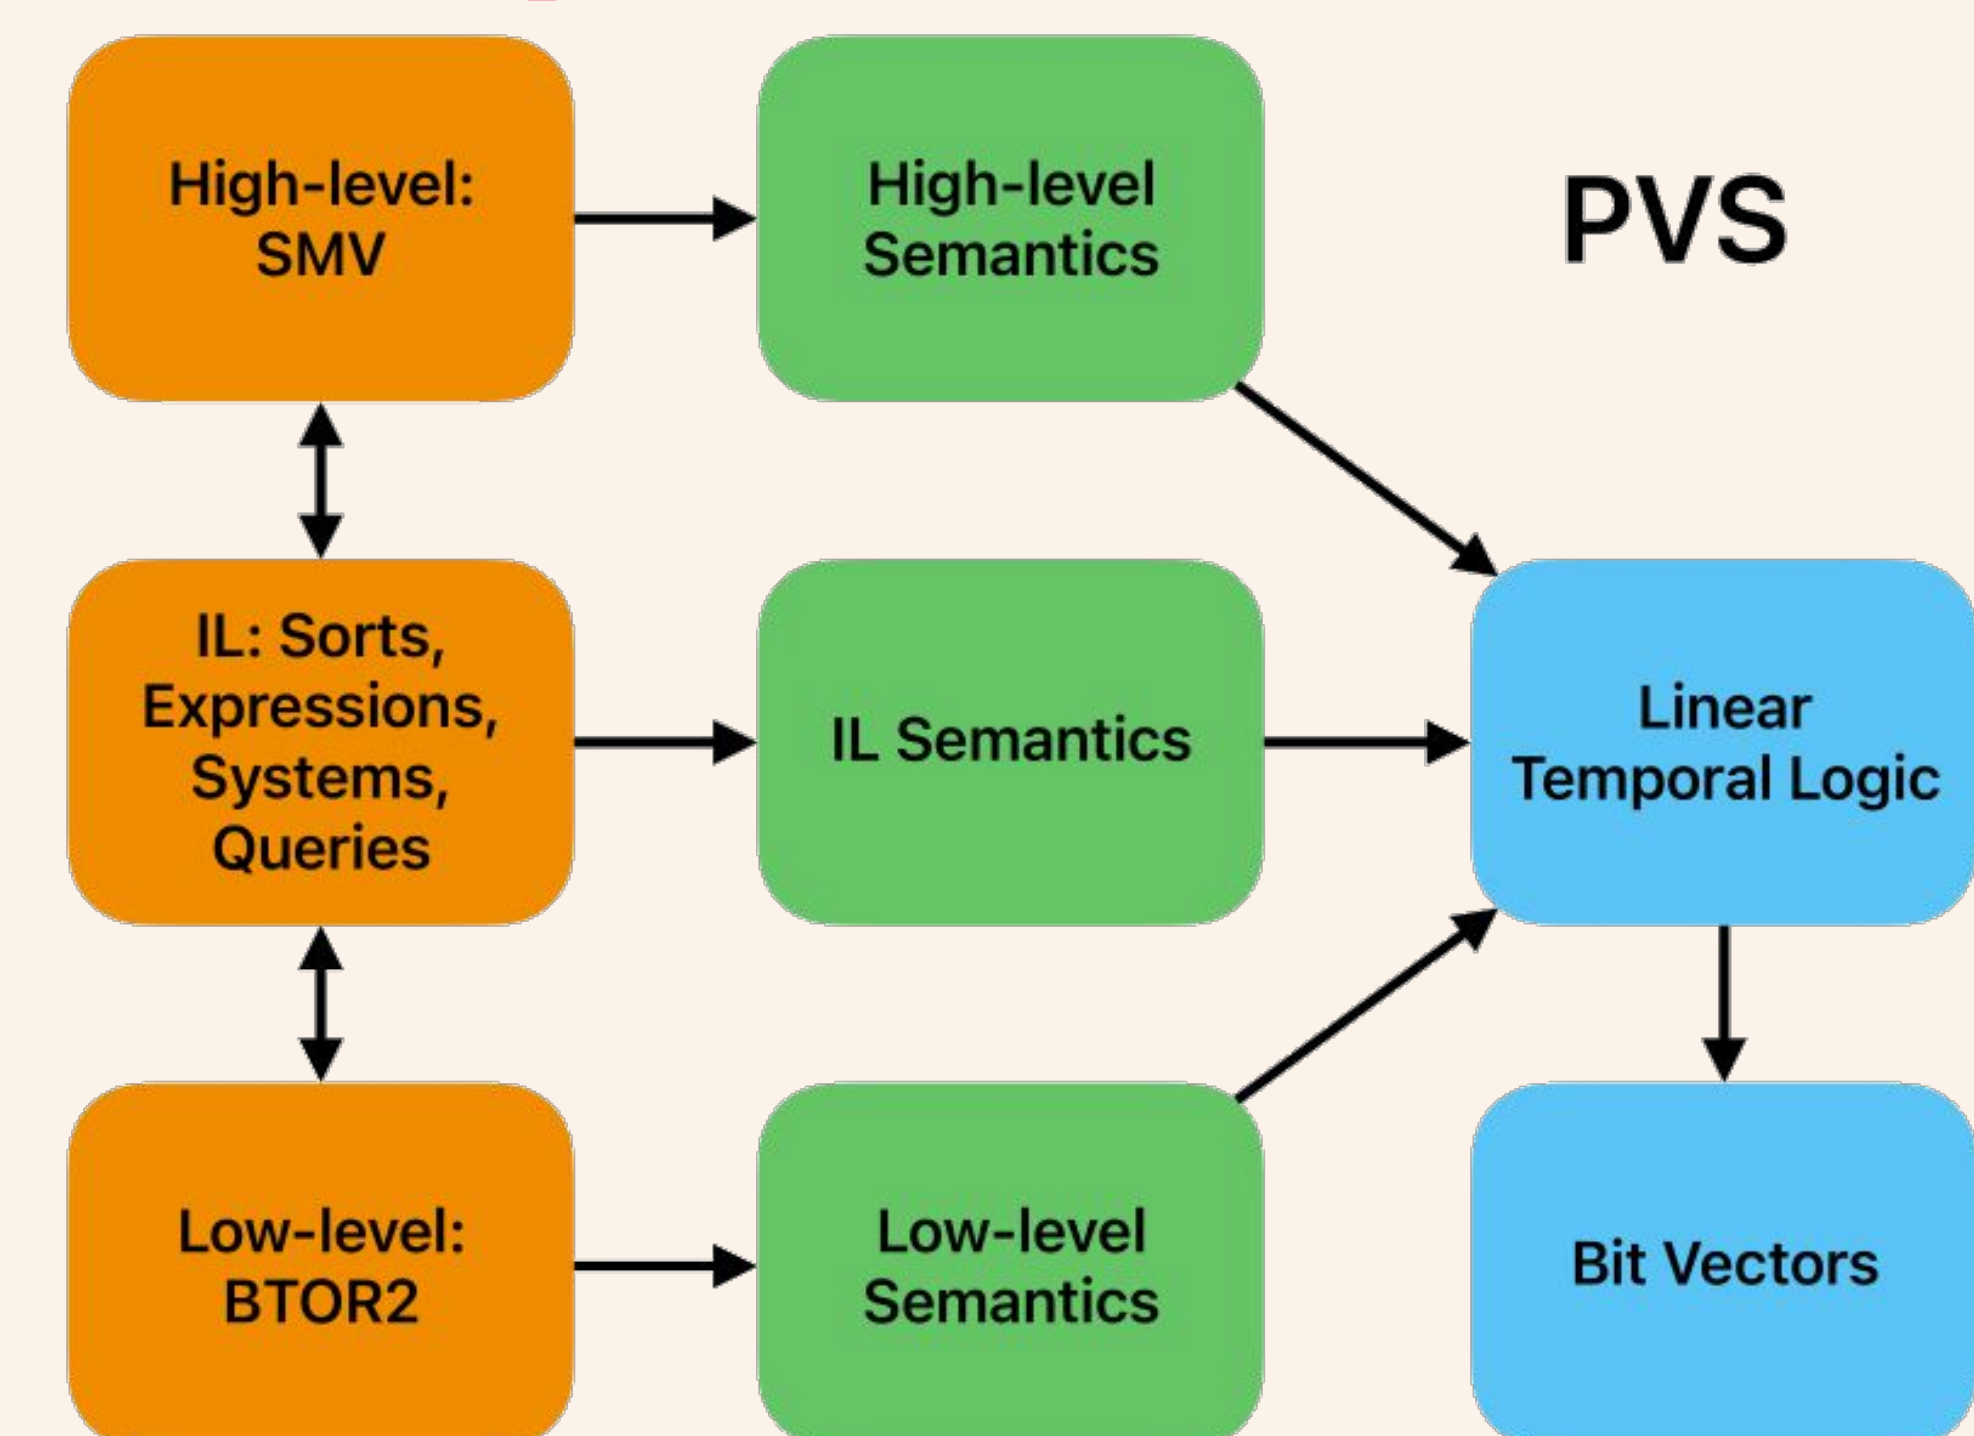 High-level:
SMV
High-level
Semantics
PVS
IL: Sorts,
Expressions,
Systems,
Queries
IL Semantics
Linear
Temporal Logic
Low-level:
BTOR2
Low-level
Semantics
Bit Vectors